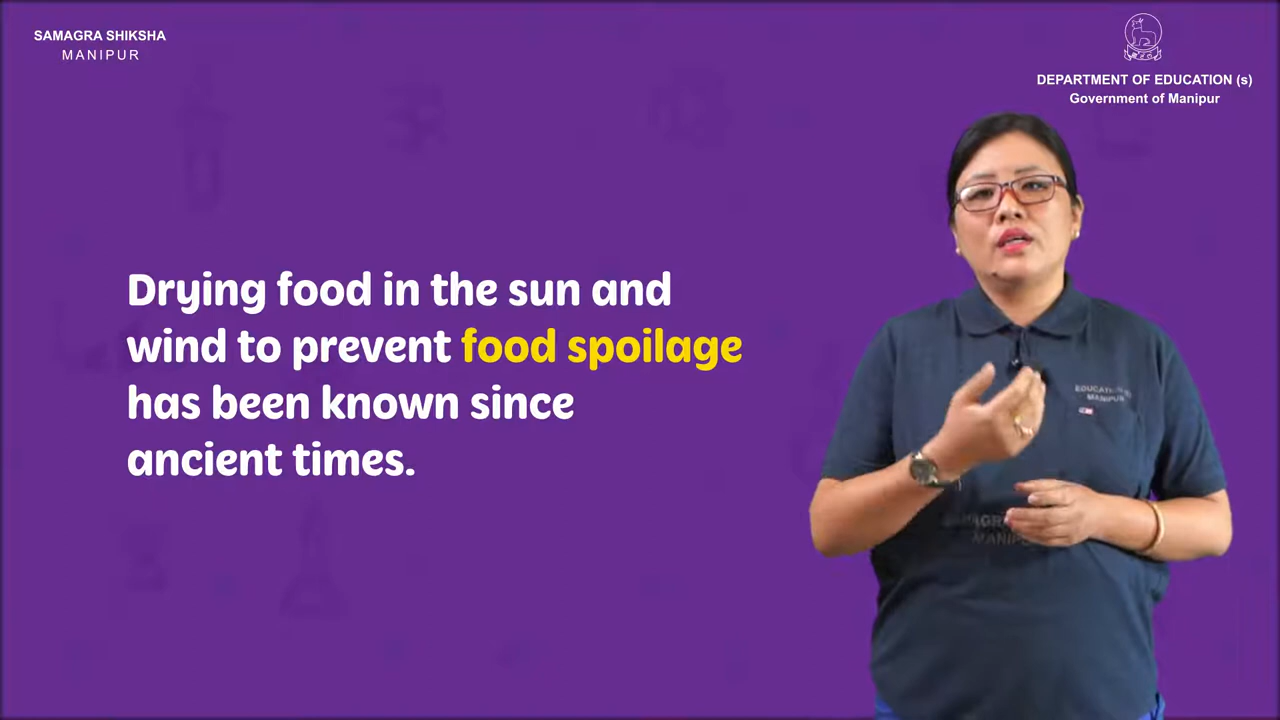 SAMAGRA SHIKSHA
MANIPUR
DEPARTMENT OF EDUCATION (s)
Government of Manipur
Drying food in the sun and
wind to prevent food spoilage
has been known since
ancient times.
MANIPUR